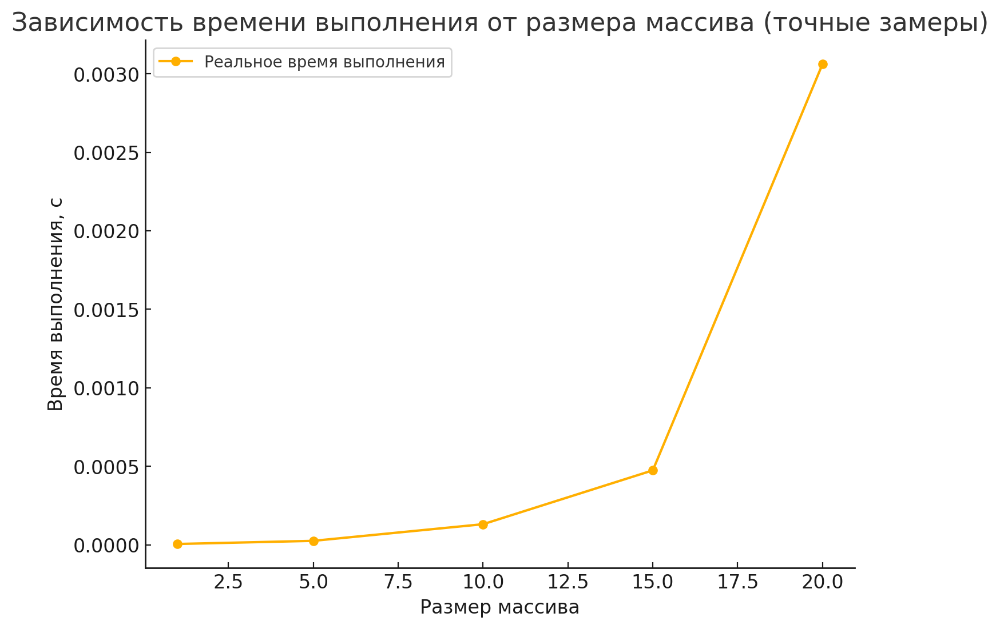 Зависимость времени выполнения от размера массива (точные замеры)
Реальное время выполнения
0.0030
0.0025
0.0020
0.0015
0.0010
0.0005
0.0000
Время выполнения, с
2.5 5.0 7.5 10.0 12.5 15.0 17.5 20.0
Размер массива